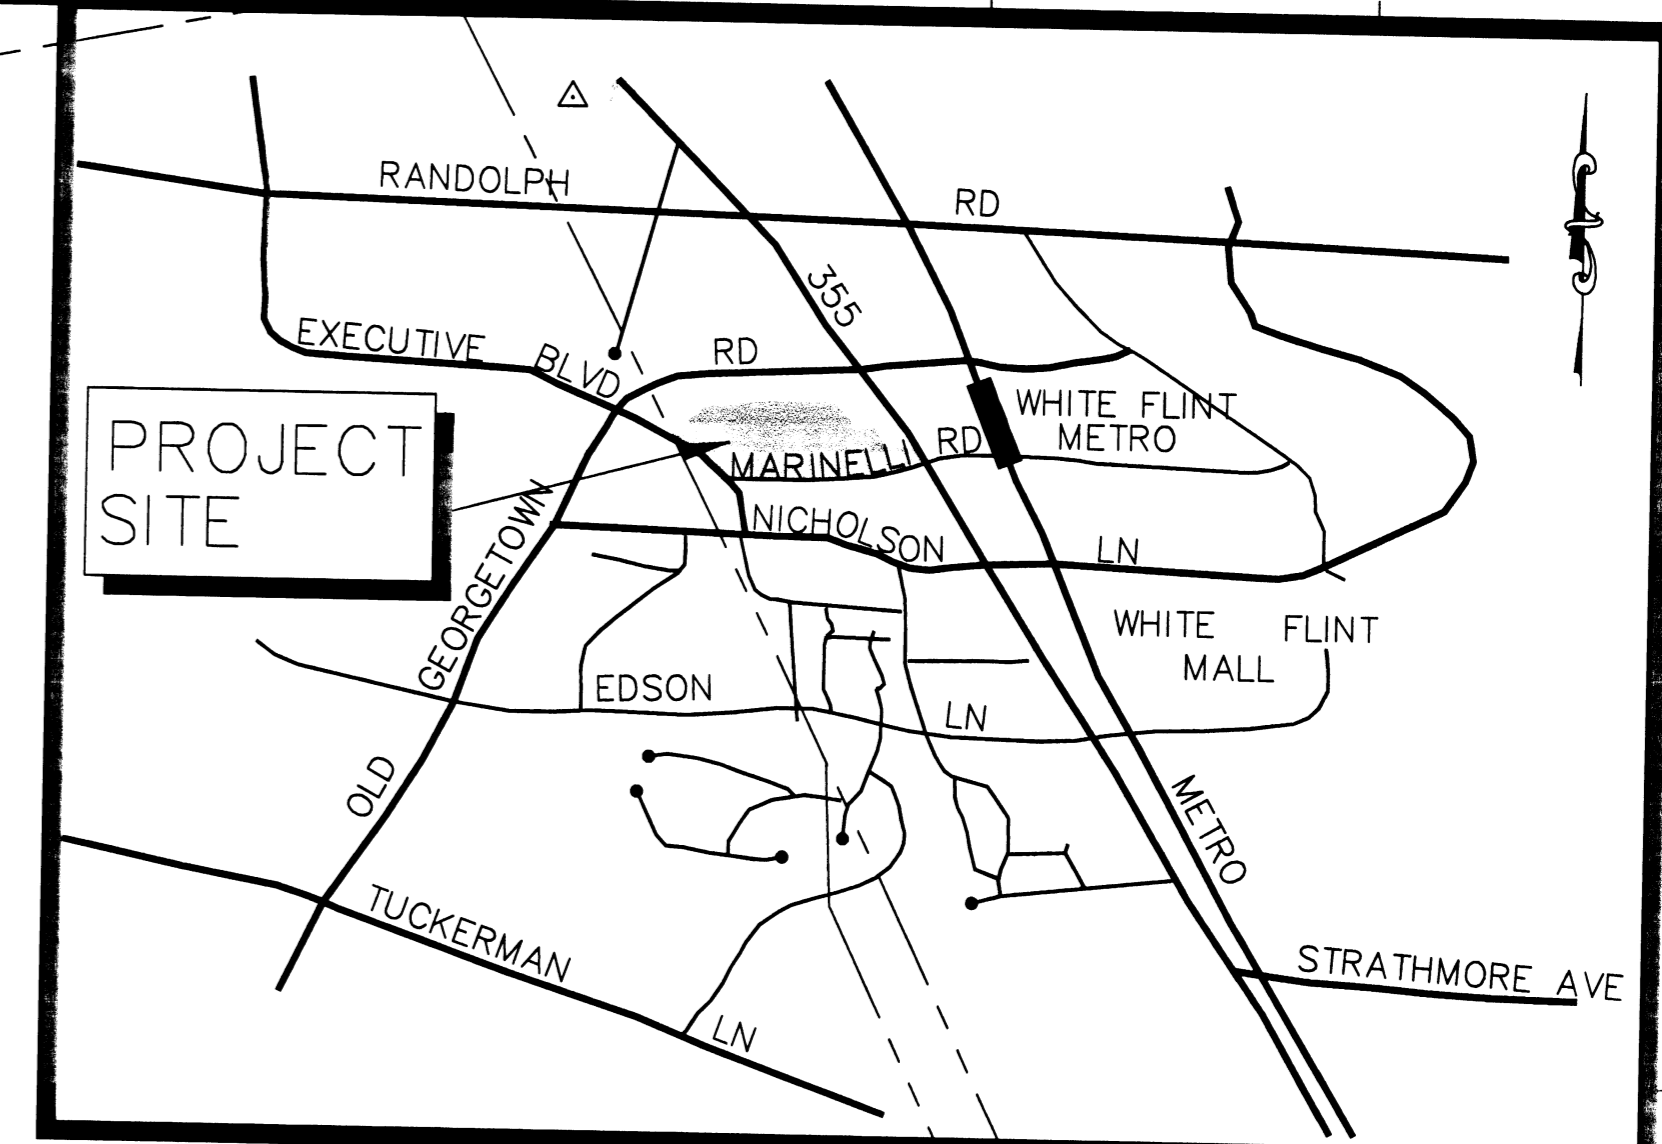 RANDOLPH RD
355
EXECUTIVE BLVD
RD
WHITE FLINT
METRO
PROJECT
SITE
MARINELLI RD
NICHOLSON LN
OLD GEORGETOWN
WHITE FLINT
MALL
EDSON LN
METRO
TUCKERMAN LN
STRATHMORE AVE